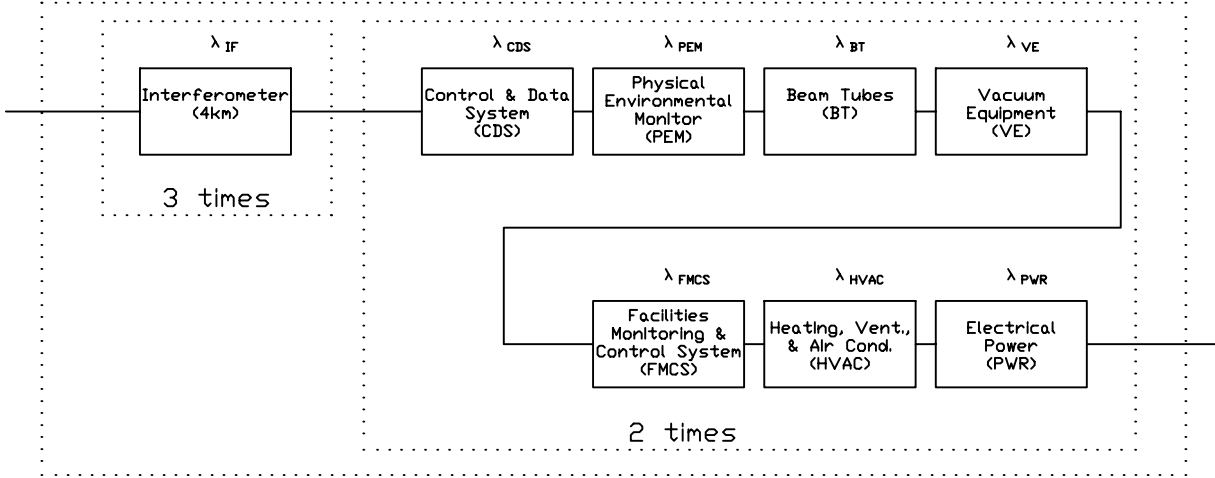 λ IF
λ CDS
λ PEM
λ BT
λ VE
Interferometer
(4km)
Control & Data
System
(CDS)
Physical
Environmental
Monitor
(PEM)
Beam Tubes
(BT)
Vacuum
Equipment
(VE)
3 times
λ FMCS
λ HVAC
λ PWR
Facilities
Monitoring &
Control System
(FMCS)
Heating, Vent.,
& Air Cond.
(HVAC)
Electrical
Power
(PWR)
2 times